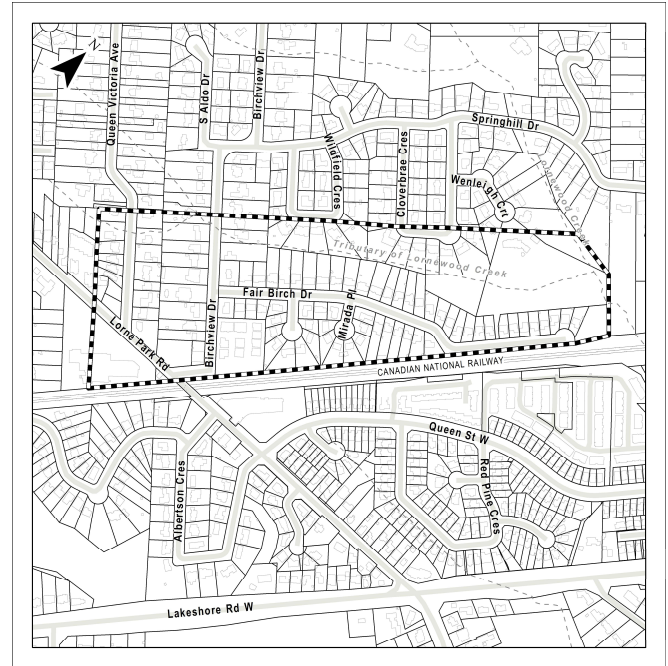 N
Queen Victoria Ave
S Aldo Dr
Birchview Dr
Springhill Dr
Wildfield Cres
Cloverbrae Cres
Wenleigh Crt
Lornewood Creek
Tributary of Lornewood Creek
Fair Birch Dr
Mirada Pl
Birchview Dr
Lorne Park Rd
CANADIAN NATIONAL RAILWAY
Queen St W
Red Pine Cres
Albertson Cres
Lakeshore Rd W